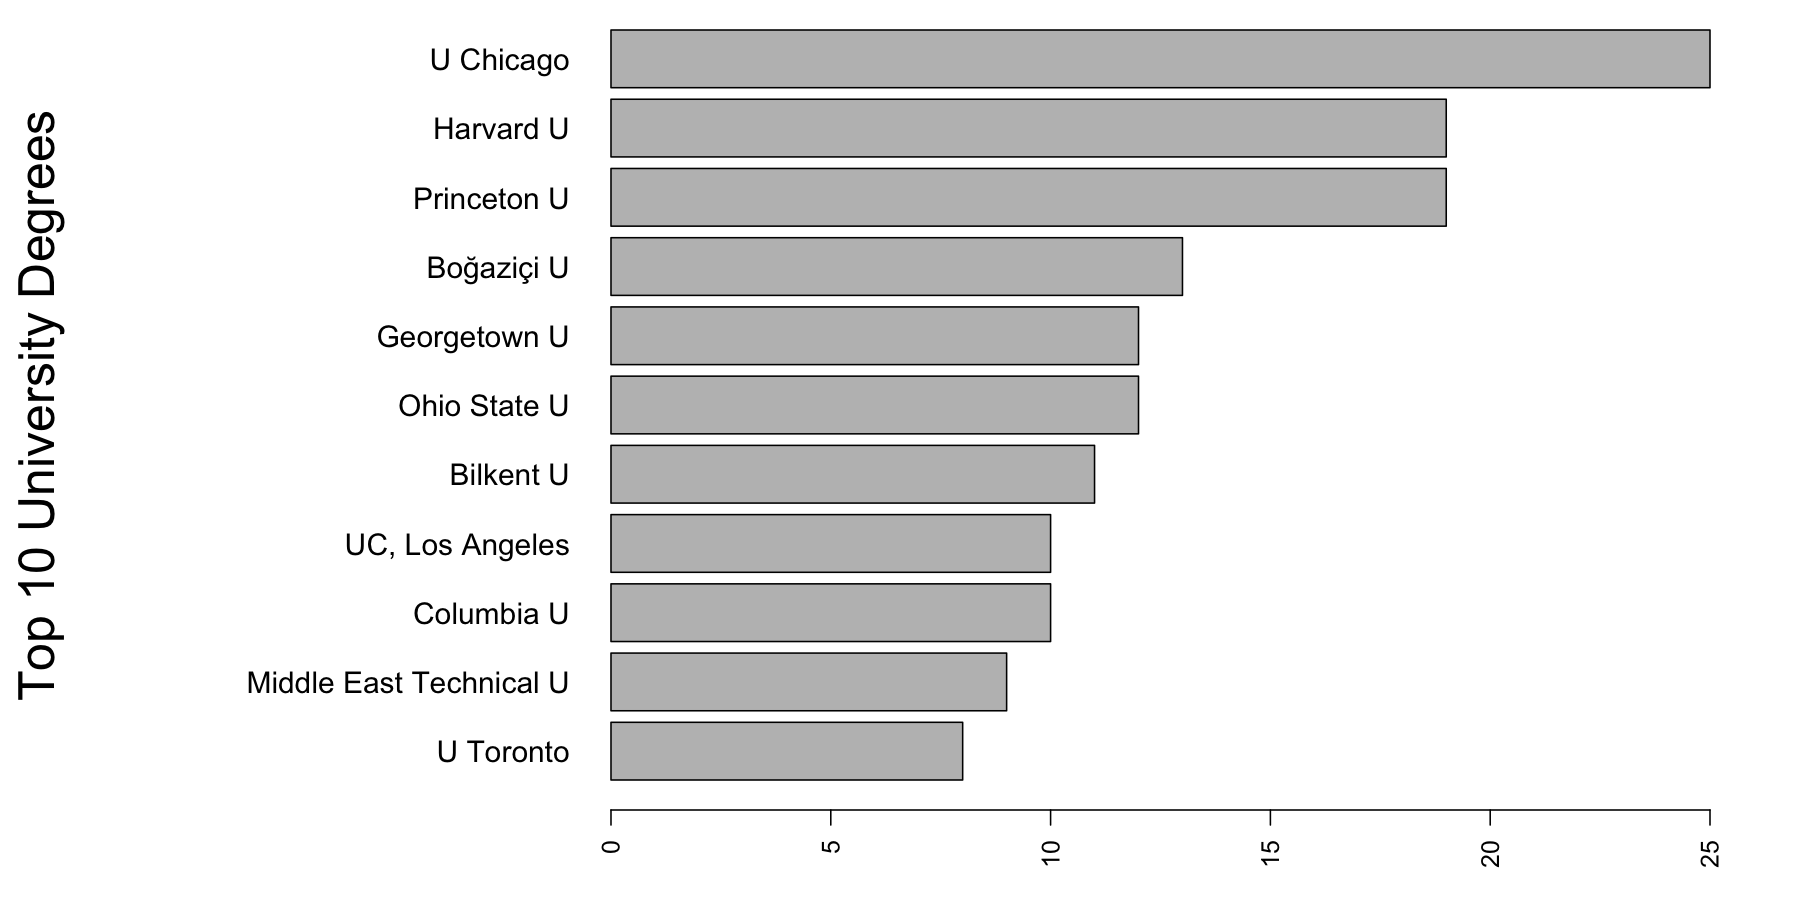 Top 10 University Degrees
U Chicago
Harvard U
Princeton U
Boğaziçi U
Georgetown U
Ohio State U
Bilkent U
UC, Los Angeles
Columbia U
Middle East Technical U
U Toronto
0 5 10 15 20 25